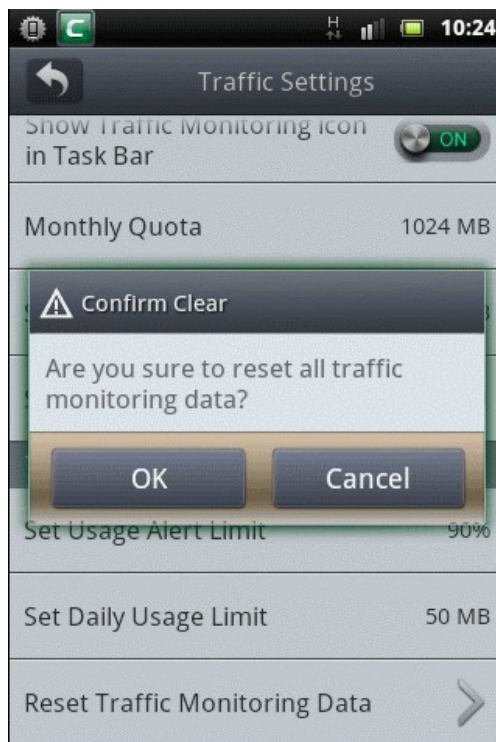 C H 10:24
Traffic Settings
Show Traffic Monitoring Icon
in Task Bar ON
Monthly Quota 1024 MB
Confirm Clear
Are you sure to reset all traffic
monitoring data?
OK Cancel
Set Usage Alert Limit 90%
Set Daily Usage Limit 50 MB
Reset Traffic Monitoring Data